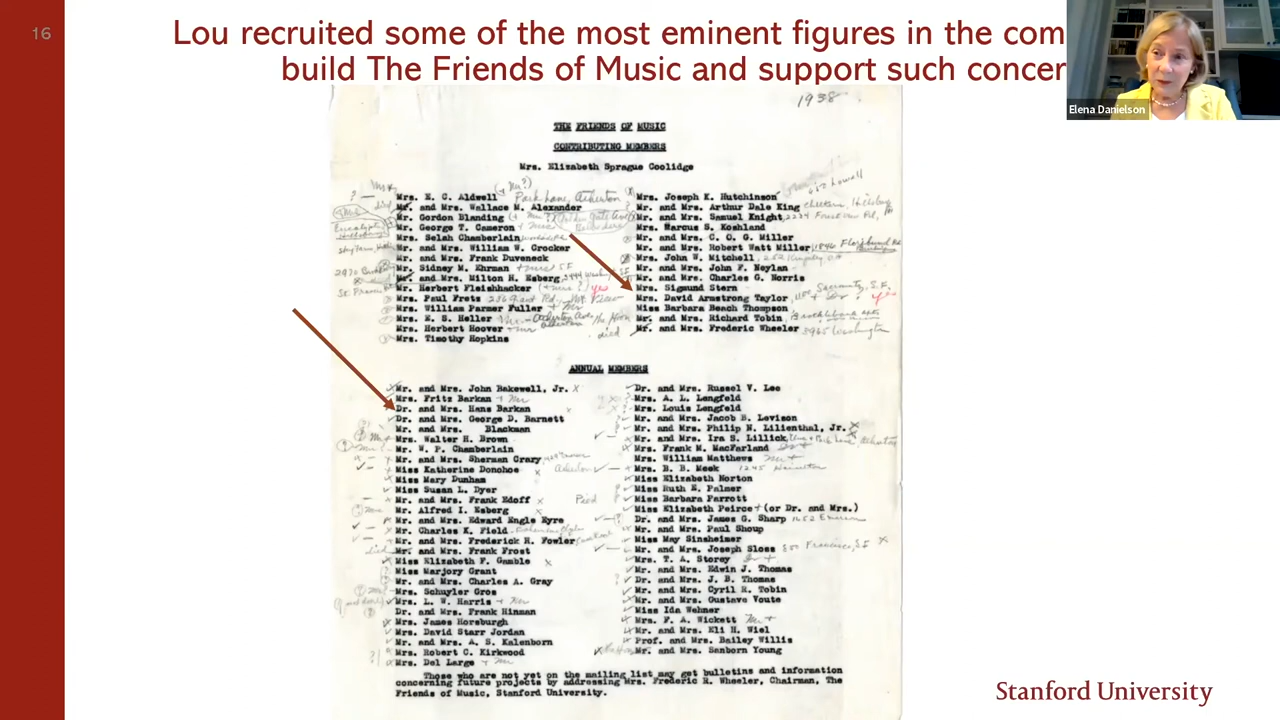 16
Lou recruited some of the most eminent figures in the com
build The Friends of Music and support such concer
Elena Danielson
1938
THE FRIENDS OF MUSIC
CONTRIBUTING MEMBERS
Mrs. Elizabeth Sprague Coolidge
Mrs. E. C. Aldwell Park Lane, Atherton
Mr. and Mrs. Wallace M. Alexander
Mr. Gordon Blanding
Mr. George T. Cameron
Mrs. Selah Chamberlain
Mr. and Mrs. William W. Crocker
Mr. and Mrs. Frank Duveneck
Mr. Sidney M. Ehrman
Mr. and Mrs. Milton H. Esberg
Mr. Herbert Fleishhacker yes
Mrs. Paul Fretz
Mrs. William Parmer Fuller + Mr
Mrs. E. S. Heller
Mrs. Herbert Hoover
Mrs. Timothy Hopkins
Mrs. Joseph K. Hutchinson
Mr. and Mrs. Arthur Dale King
Mr. and Mrs. Samuel Knight
Mrs. Marcus S. Koshland
Mr. and Mrs. C. O. G. Miller
Mr. and Mrs. Robert Watt Miller
Mrs. John W. Mitchell
Mr. and Mrs. John F. Neylan
Mr. and Mrs. Charles G. Norris
Mrs. Sigmund Stern
Mrs. David Armstrong Taylor yes
Miss Barbara Beach Thompson
Mr. and Mrs. Richard Tobin
died Mr. and Mrs. Frederic Wheeler 3965 Washington
ANNUAL MEMBERS
Mr. and Mrs. John Bakewell, Jr. x
Mrs. Fritz Barkan + Mr
Dr. and Mrs. Hans Barkan
Dr. and Mrs. George D. Barnett
Mr. and Mrs. Blackman
Mrs. Walter H. Brown
Mr. W. P. Chamberlain
Mr. and Mrs. Sherman Crary
Miss Katherine Donohoe
Miss Mary Dunham
Miss Susan L. Dyer
Mr. and Mrs. Frank Edoff x
Mr. Alfred I. Esberg
Mr. and Mrs. Edward Engle Eyre
Mr. Charles K. Field
Mr. and Mrs. Frederick R. Fowler
Mr. and Mrs. Frank Frost
Miss Elizabeth F. Gamble x
Miss Marjory Grant
Mr. and Mrs. Charles A. Gray
Mrs. Schuyler Gros
Mrs. L. W. Harris + Mr
Dr. and Mrs. Frank Hinman
Mrs. James Horsburgh
Mrs. David Starr Jordan
Mr. and Mrs. A. S. Kalenborn
Mrs. Robert C. Kirkwood
Mrs. Del Large + Mr
Dr. and Mrs. Russel V. Lee
Mrs. A. L. Lengfeld
Mrs. Louis Lengfeld
Mr. and Mrs. Jacob B. Levison
Mr. and Mrs. Philip N. Lilienthal, Jr.
Mr. and Mrs. Ira S. Lillick
Mrs. Frank M. MacFarland
Mrs. William Matthews
Mrs. B. B. Meek
Miss Elizabeth Norton
Miss Ruth E. Palmer
Miss Barbara Parrott
Miss Elizabeth Peirce + (or Dr. and Mrs.)
Dr. and Mrs. James G. Sharp
Mr. and Mrs. Paul Shoup
Miss May Sinsheimer
Mr. and Mrs. Joseph Sloss
Mrs. T. A. Storey
Mr. and Mrs. Edwin J. Thomas
Dr. and Mrs. J. B. Thomas
Mr. and Mrs. Cyril R. Tobin
Mr. and Mrs. Gustave Voute
Miss Ida Wehner
Mrs. F. A. Wickett
Mr. and Mrs. Eli H. Wiel
Prof. and Mrs. Bailey Willis
Mr. and Mrs. Sanborn Young
Those who are not yet on the mailing list may get bulletins and information
concerning future projects by addressing Mrs. Frederic R. Wheeler, Chairman, The
Friends of Music, Stanford University.
Stanford University